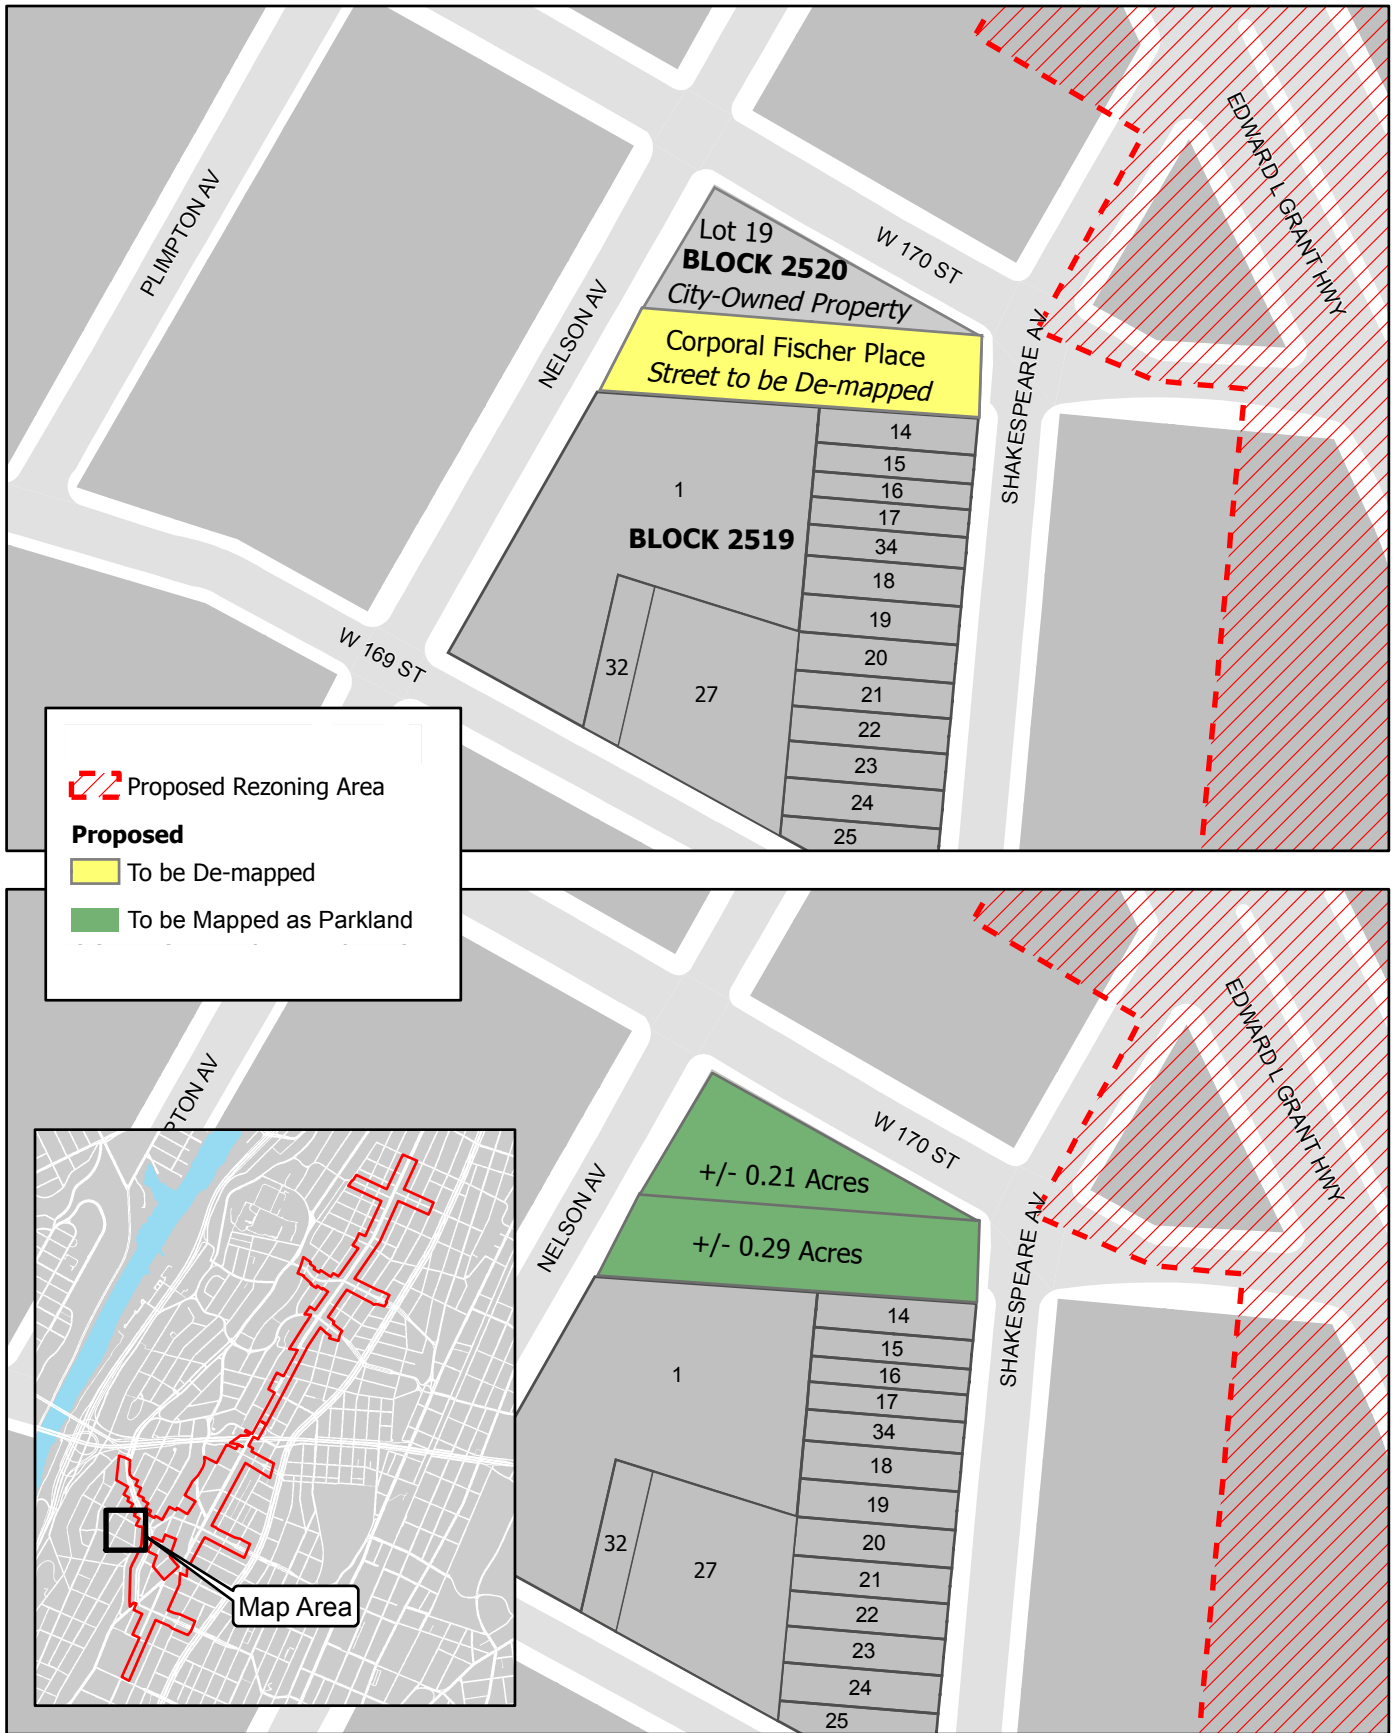 PLIMPTON AV
NELSON AV
Lot 19
BLOCK 2520
City-Owned Property
W 170 ST
EDWARD L GRANT HWY
Corporal Fischer Place
Street to be De-mapped
SHAKESPEARE AV
14
15
16
17
34
18
19
20
21
22
23
24
25
1
BLOCK 2519
32
27
W 169 ST
Proposed Rezoning Area
Proposed
To be De-mapped
To be Mapped as Parkland
PTON AV
NELSON AV
W 170 ST
EDWARD L GRANT HWY
+/- 0.21 Acres
+/- 0.29 Acres
SHAKESPEARE AV
14
15
16
17
34
18
19
20
21
22
23
24
25
1
32
27
Map Area